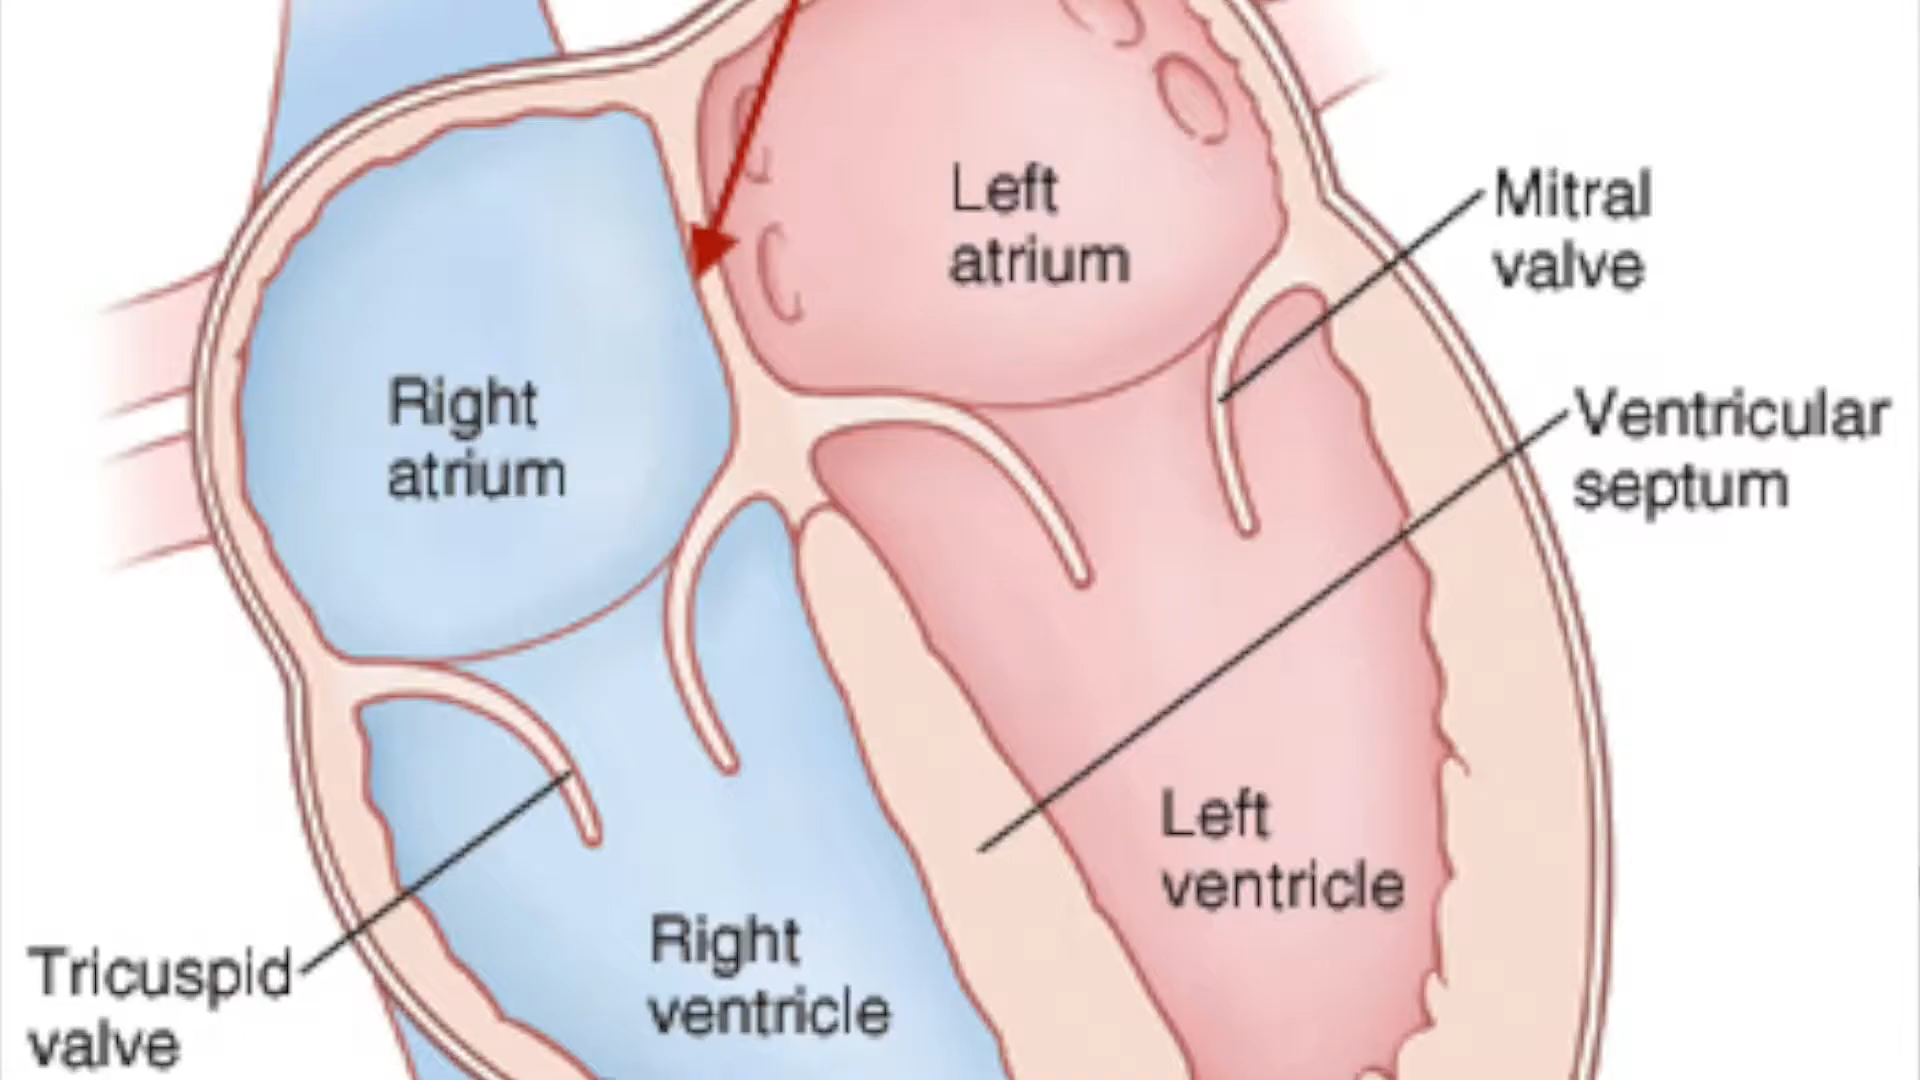 Left
atrium
Mitral
valve
Right
atrium
Ventricular
septum
Left
ventricle
Right
ventricle
Tricuspid
valve